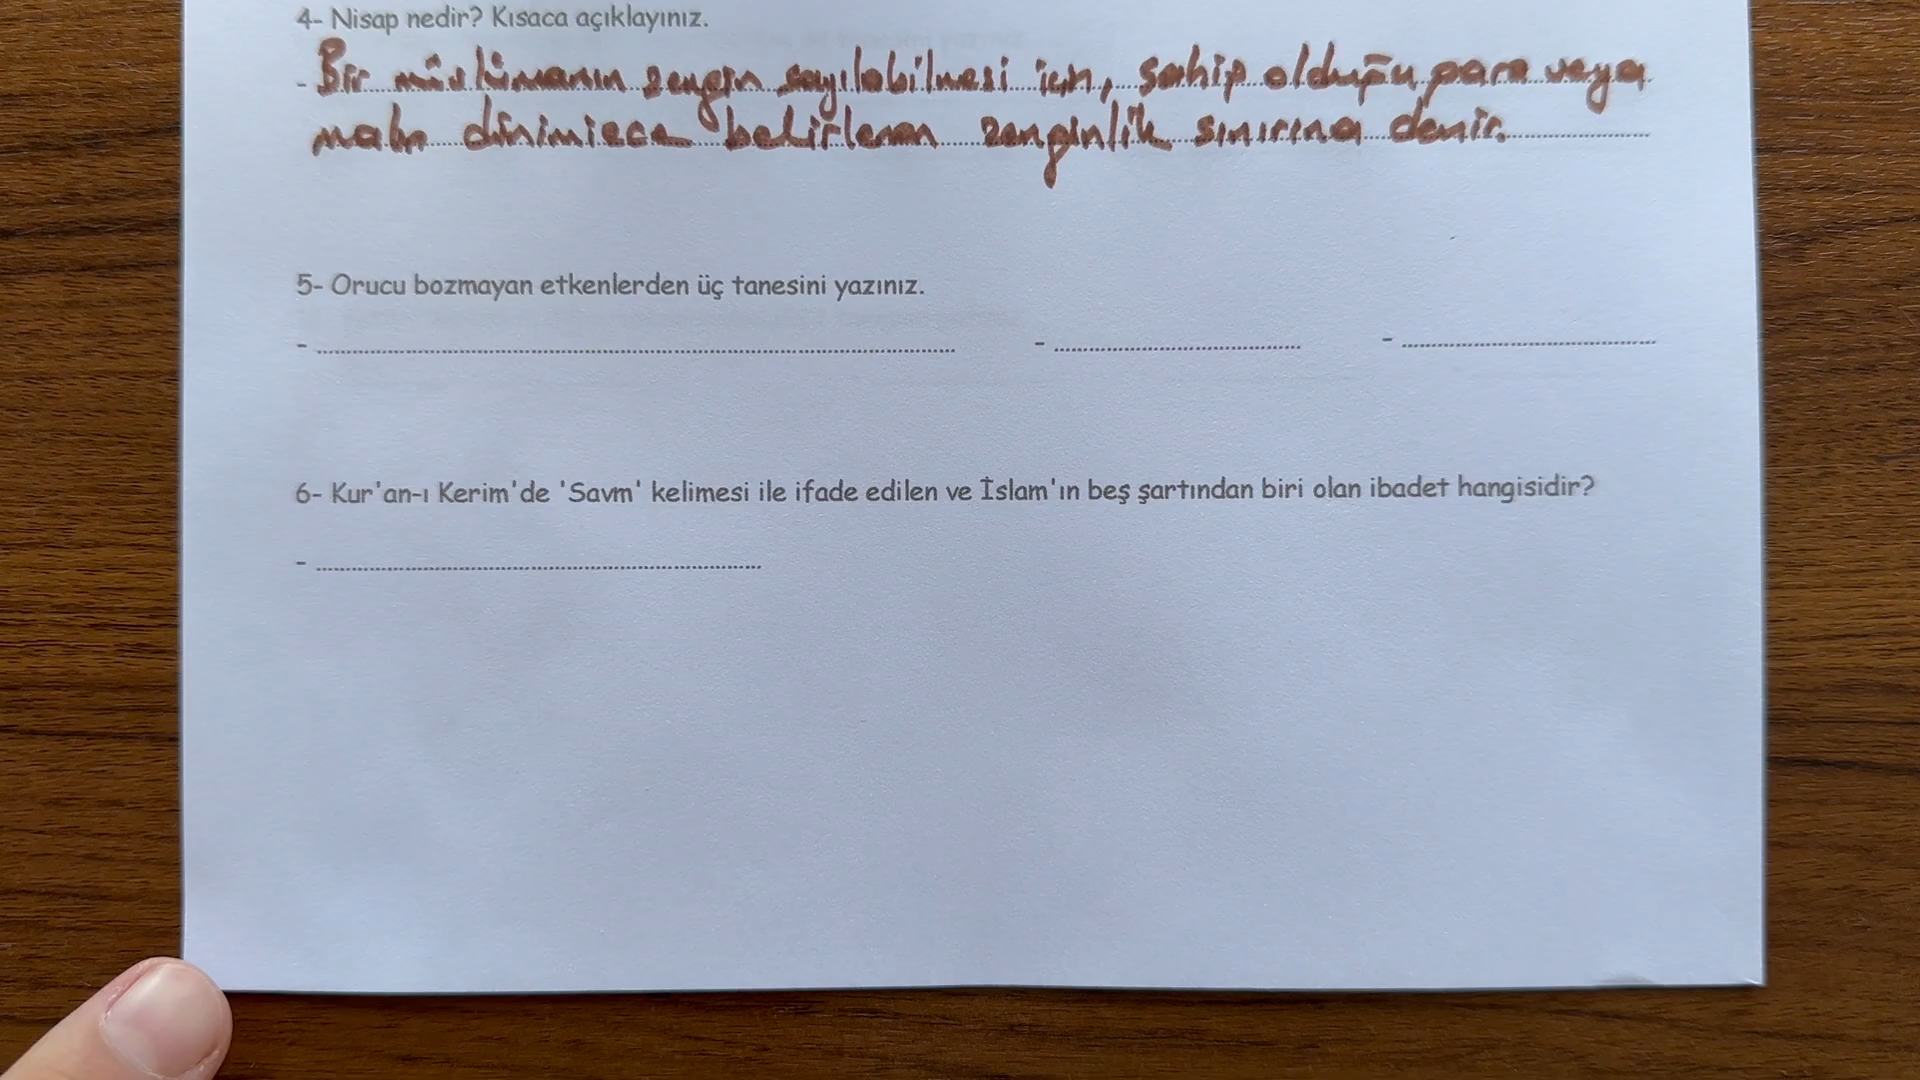 4- Nisap nedir? Kısaca açıklayınız.
- Bir müslümanın zengin sayılabilmesi için, sahip olduğu para veya
mala dinimizce belirlenen zenginlik sınırına denir.
5- Orucu bozmayan etkenlerden üç tanesini yazınız.
- ........................ - ........................ - ........................
6- Kur'an-ı Kerim'de 'Savm' kelimesi ile ifade edilen ve İslam'ın beş şartından biri olan ibadet hangisidir?
- ........................